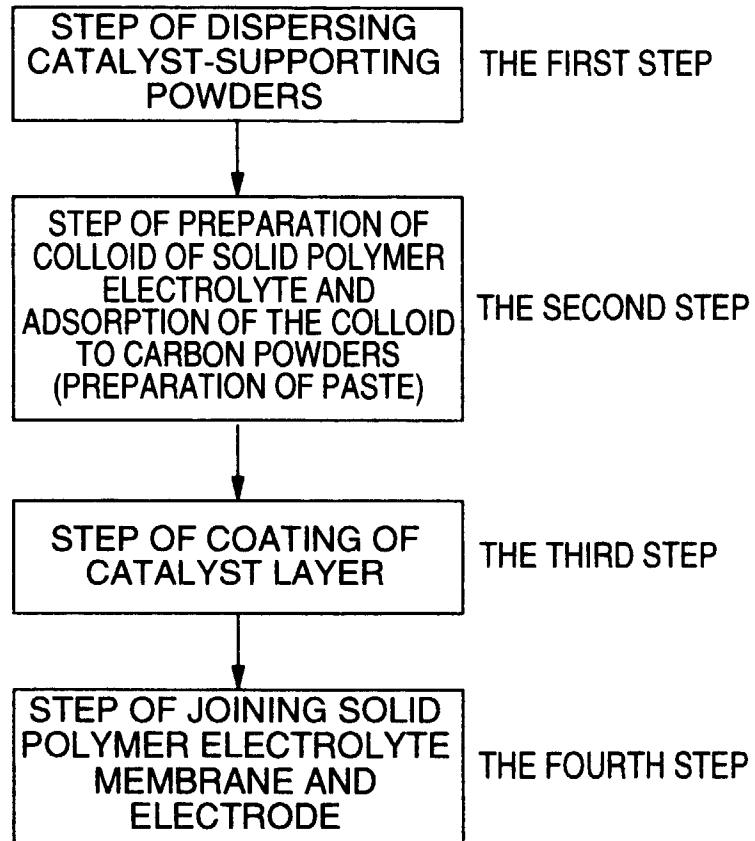 STEP OF DISPERSING
CATALYST-SUPPORTING
POWDERS
THE FIRST STEP
STEP OF PREPARATION OF
COLLOID OF SOLID POLYMER
ELECTROLYTE AND
ADSORPTION OF THE COLLOID
TO CARBON POWDERS
(PREPARATION OF PASTE)
THE SECOND STEP
STEP OF COATING OF
CATALYST LAYER
THE THIRD STEP
STEP OF JOINING SOLID
POLYMER ELECTROLYTE
MEMBRANE AND
ELECTRODE
THE FOURTH STEP